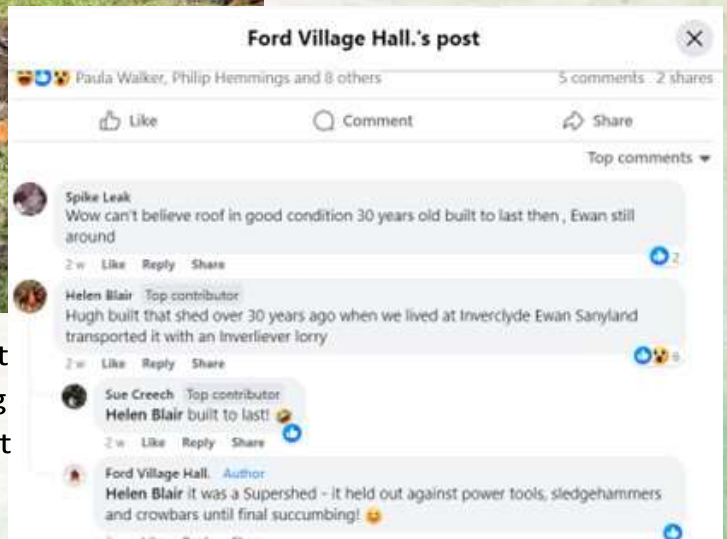 Ford Village Hall.'s post
Paula Walker, Philip Hemmings and 8 others
5 comments 2 shares
Like
Comment
Share
Top comments
Spike Leak
Wow can't believe roof in good condition 30 years old built to last then , Ewan still
around
2 w Like Reply Share
2
Helen Blair Top contributor
Hugh built that shed over 30 years ago when we lived at Inverclyde Ewan Sanyland
transported it with an Inverliever lorry
2 w Like Reply Share
6
Sue Creech Top contributor
Helen Blair built to last!
2 w Like Reply Share
Ford Village Hall. Author
Helen Blair it was a Supershed - it held out against power tools, sledgehammers
and crowbars until final succumbing!